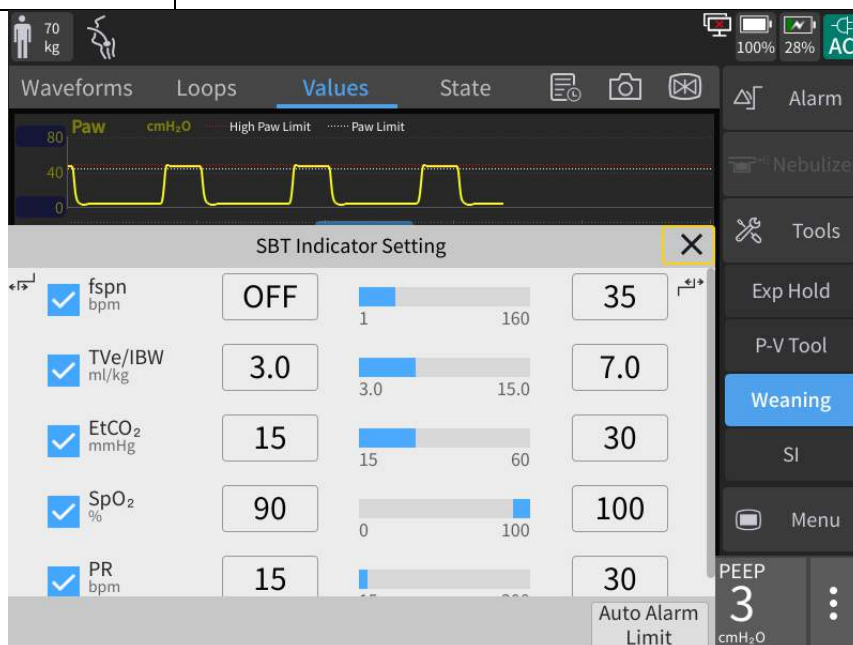 70
kg
100%
28%
AC
Waveforms Loops Values State
Alarm
Paw cmH₂O High Paw Limit Paw Limit
80
40
0
Nebulize
Tools
SBT Indicator Setting
Exp Hold
P-V Tool
Weaning
SI
Menu
fspn
bpm
OFF
1 160
35
TVe/IBW
ml/kg
3.0
3.0 15.0
7.0
EtCO₂
mmHg
15
15 60
30
SpO₂
%
90
0 100
100
PR
bpm
15
30
Auto Alarm
Limit
PEEP
3
cmH₂O